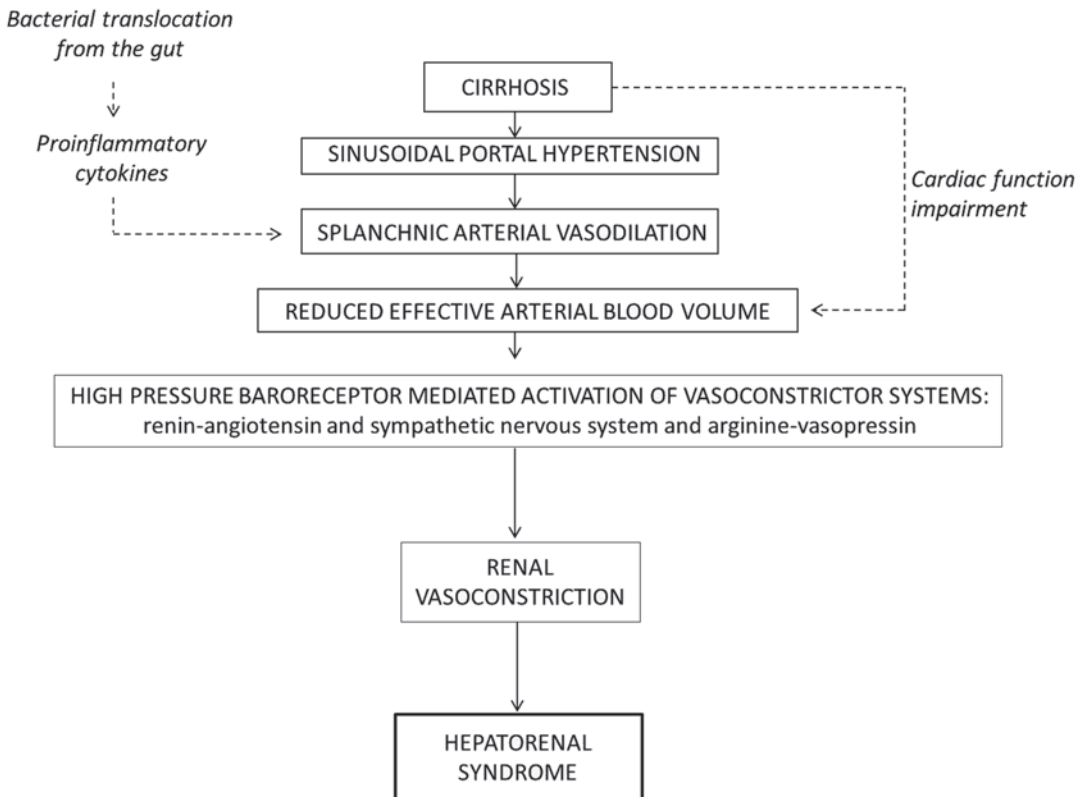 Bacterial translocation
from the gut
CIRRHOSIS
Proinflammatory
cytokines
SINUSOIDAL PORTAL HYPERTENSION
Cardiac function
impairment
SPLANCHNIC ARTERIAL VASODILATION
REDUCED EFFECTIVE ARTERIAL BLOOD VOLUME
HIGH PRESSURE BARORECEPTOR MEDIATED ACTIVATION OF VASOCONSTRICTOR SYSTEMS:
renin-angiotensin and sympathetic nervous system and arginine-vasopressin
RENAL
VASOCONSTRICTION
HEPATORENAL
SYNDROME